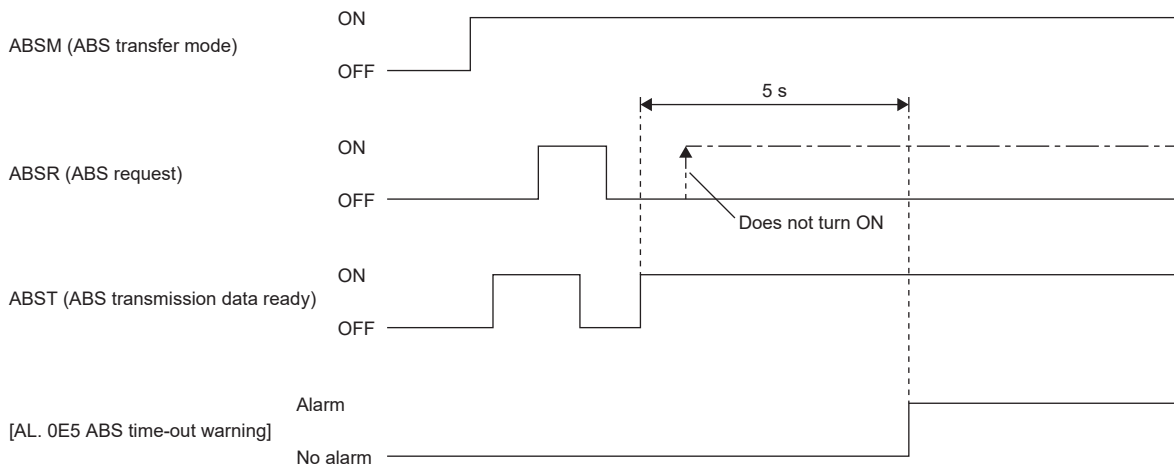 ON
ABSM (ABS transfer mode)
OFF
5 s
ON
ABSR (ABS request)
OFF
Does not turn ON
ON
ABST (ABS transmission data ready)
OFF
Alarm
[AL. 0E5 ABS time-out warning]
No alarm